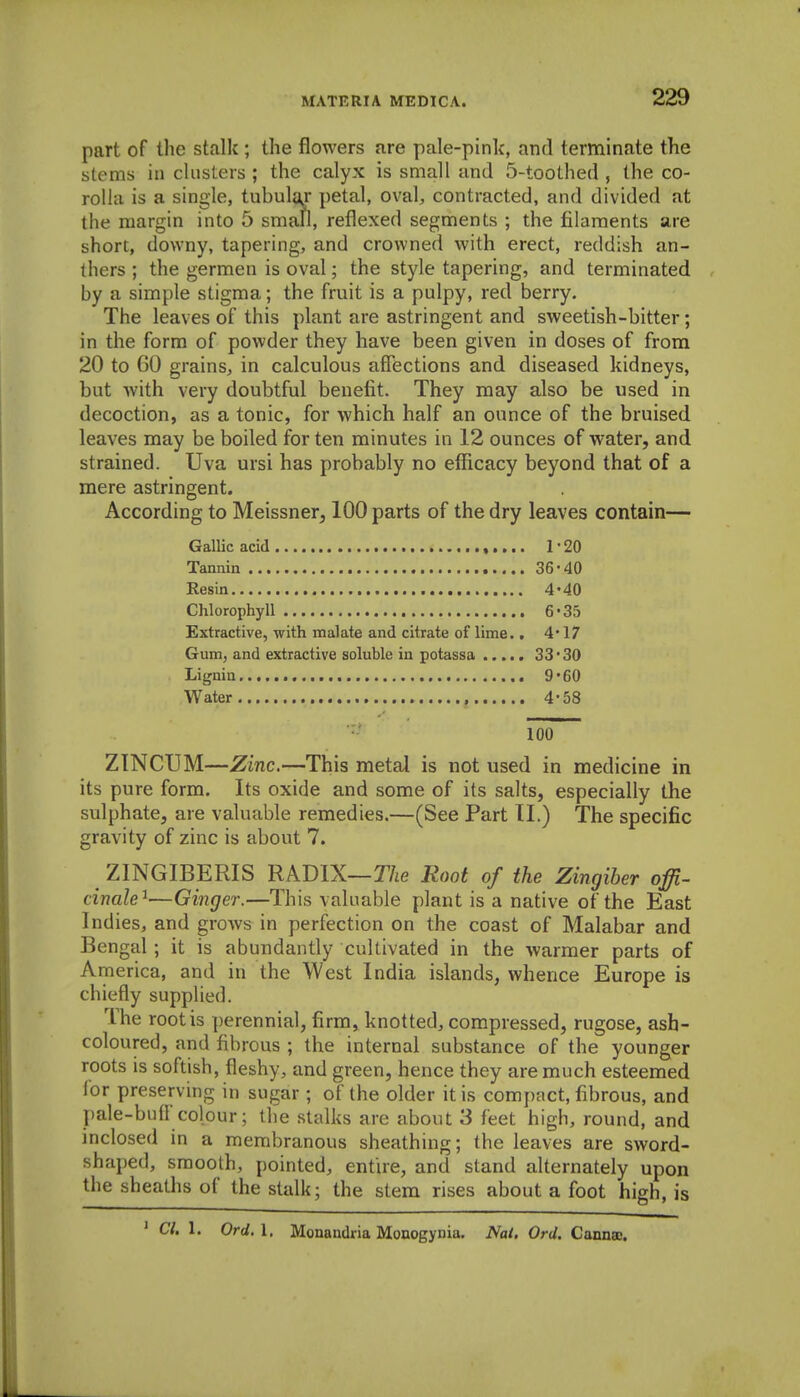 MATERIA MEDICA. 229
part of the stalk ; the flowers are pale-pink, and terminate the
stems in clusters ; the calyx is small and 5-toothed , the co-
rolla is a single, tubular petal, oval, contracted, and divided at
the margin into 5 small, reflexed segments ; the filaments are
short, downy, tapering, and crowned with erect, reddish an-
thers ; the germen is oval ; the style tapering, and terminated
by a simple stigma ; the fruit is a pulpy, red berry.
The leaves of this plant are astringent and sweetish-bitter ;
in the form of powder they have been given in doses of from
20 to 60 grains, in calculous affections and diseased kidneys,
but with very doubtful benefit. They may also be used in
decoction, as a tonic, for which half an ounce of the bruised
leaves may be boiled for ten minutes in 12 ounces of water, and
strained. Uva ursi has probably no efficacy beyond that of a
mere astringent.
According to Meissner, 100 parts of the dry leaves contain—
Gallic acid ............................ 1·20
Tannin ............................ 36·40
Resin ............................ 4·40
Chlorophyll ............................ 6·35
Extractive, with malate and citrate of lime.. 4·17
Gum, and extractive soluble in potassa ..... 33·30
Lignin ............................ 9·60
Water ............................ 4·58
100
ZINCUM—Zinc.—This metal is not used in medicine in
its pure form. Its oxide and some of its salts, especially the
sulphate, are valuable remedies.—(See Part II.) The specific
gravity of zinc is about 7.
ZINGIBERIS RADIX—The Root of the Zingiber offi-
cinale¹—Ginger.—This valuable plant is a native of the East
Indies, and grows in perfection on the coast of Malabar and
Bengal ; it is abundantly cultivated in the warmer parts of
America, and in the West India islands, whence Europe is
chiefly supplied.
The root is perennial, firm, knotted, compressed, rugose, ash-
coloured, and fibrous ; the internal substance of the younger
roots is softish, fleshy, and green, hence they are much esteemed
for preserving in sugar ; of the older it is compact, fibrous, and
pale-buff colour ; the stalks are about 3 feet high, round, and
inclosed in a membranous sheathing ; the leaves are sword-
shaped, smooth, pointed, entire, and stand alternately upon
the sheaths of the stalk ; the stem rises about a foot high, is
¹ Cl. 1. Ord. 1. Monandria Monogynia. Nat. Ord. Cannæ.